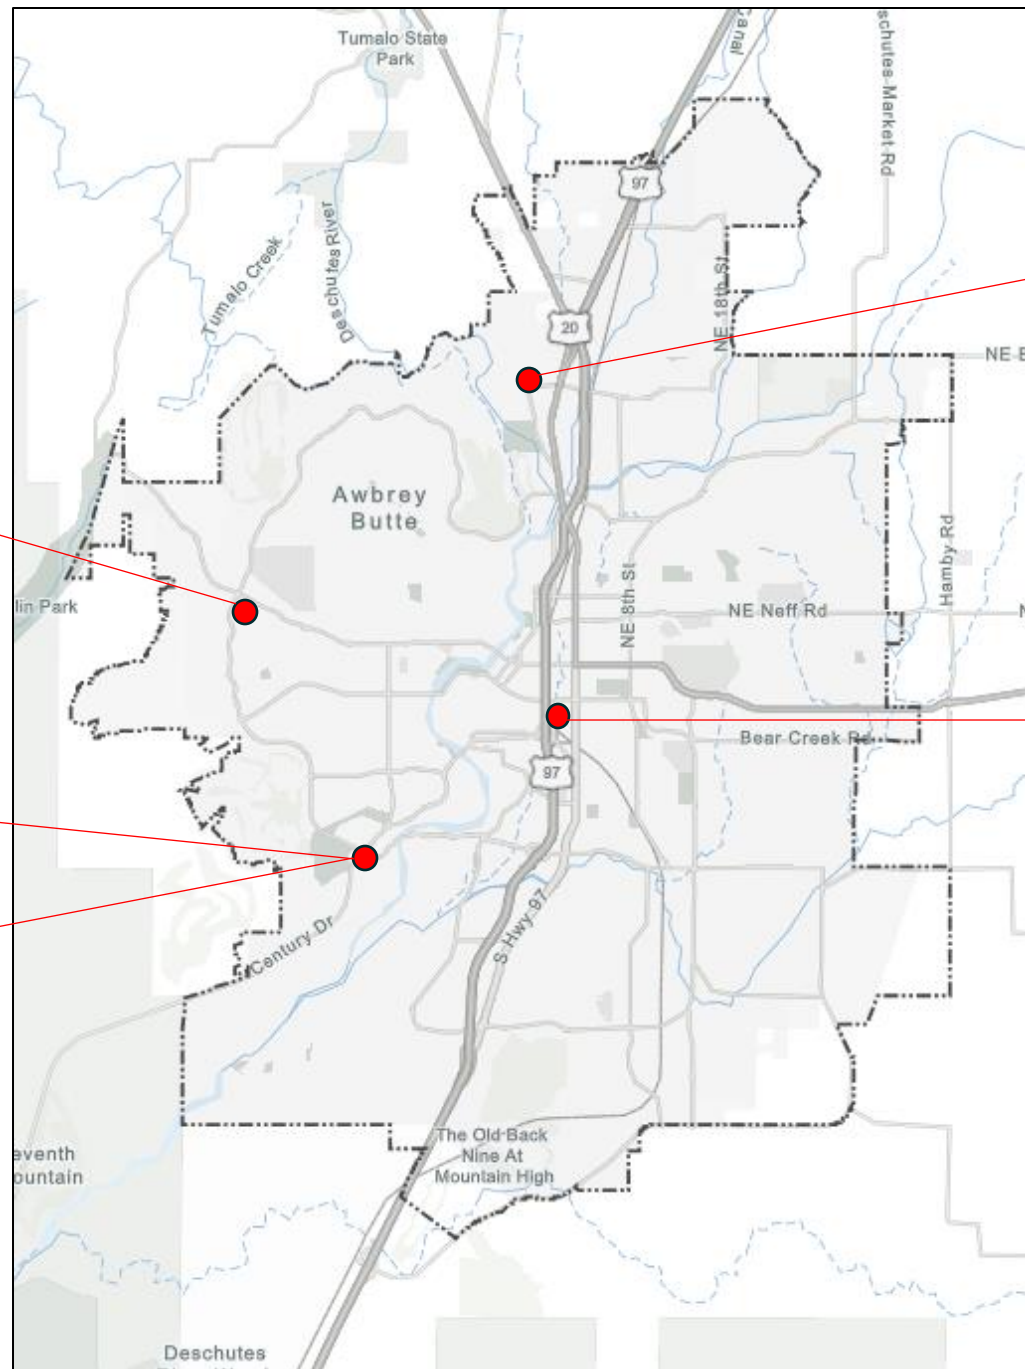 Tumalo State
Park
Canal
schutes Market Rd
97
Tumalo Creek
Deschutes River
NE 18th St
20
NE
Awbrey
Butte
Hamby Rd
lin Park
NE 8th St
NE Neff Rd
Bear Creek Rd
97
S Hwy 97
Century Dr
The Old Back
Nine At
Mountain High
eventh
ountain
Deschutes